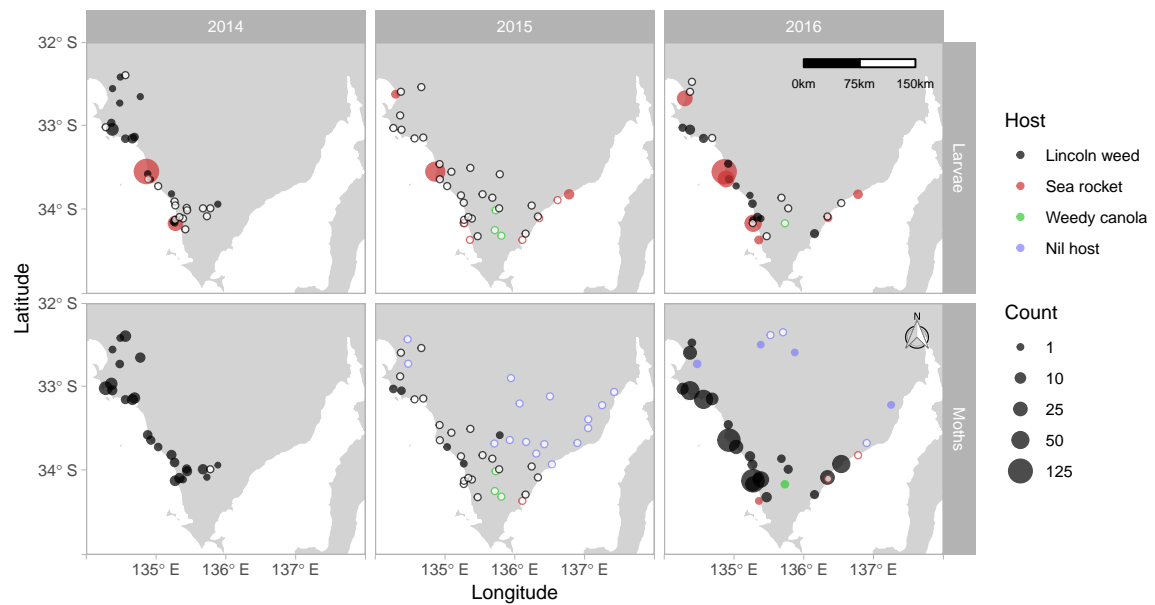 2014
2015
2016
32° S
33° S
34° S
0km
75km
150km
Larvae
32° S
33° S
34° S
N
Moths
135° E
136° E
137° E
135° E
136° E
137° E
135° E
136° E
137° E
Latitude
Longitude
Host
Lincoln weed
Sea rocket
Weedy canola
Nil host
Count
1
10
25
50
125